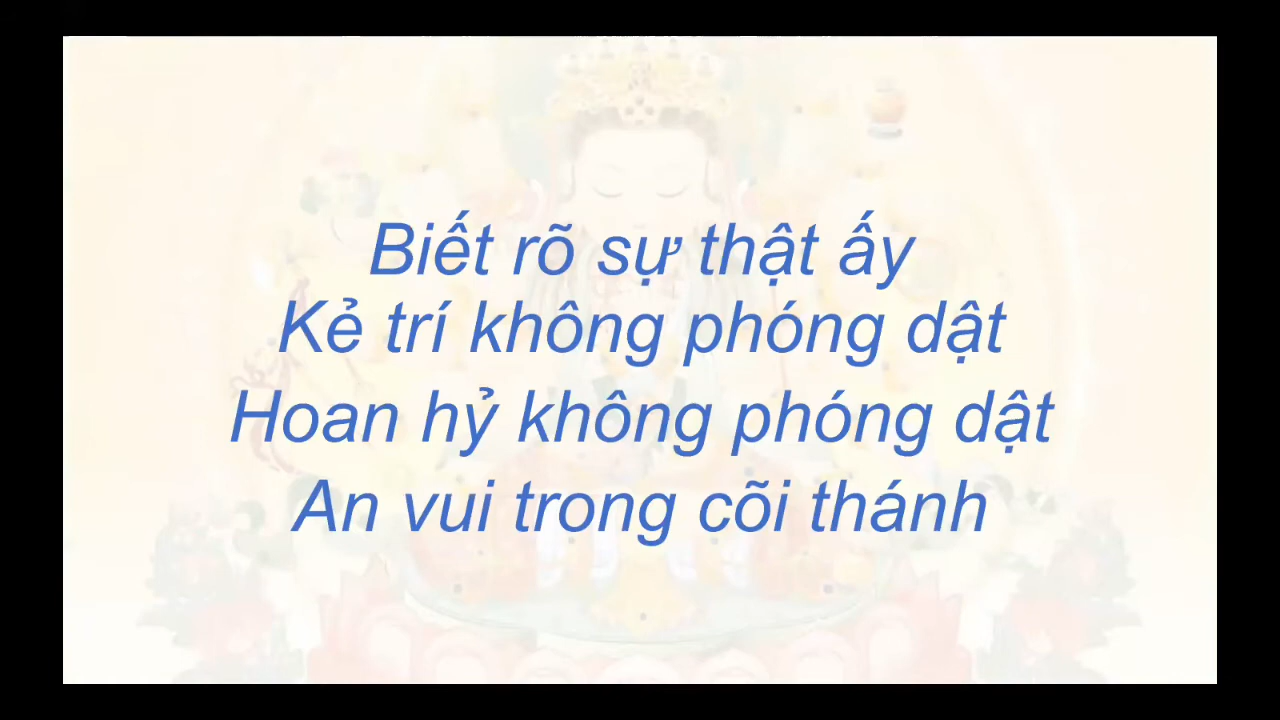 Biết rõ sự thật ấy
Kẻ trí không phóng dật
Hoan hỷ không phóng dật
An vui trong cõi thánh